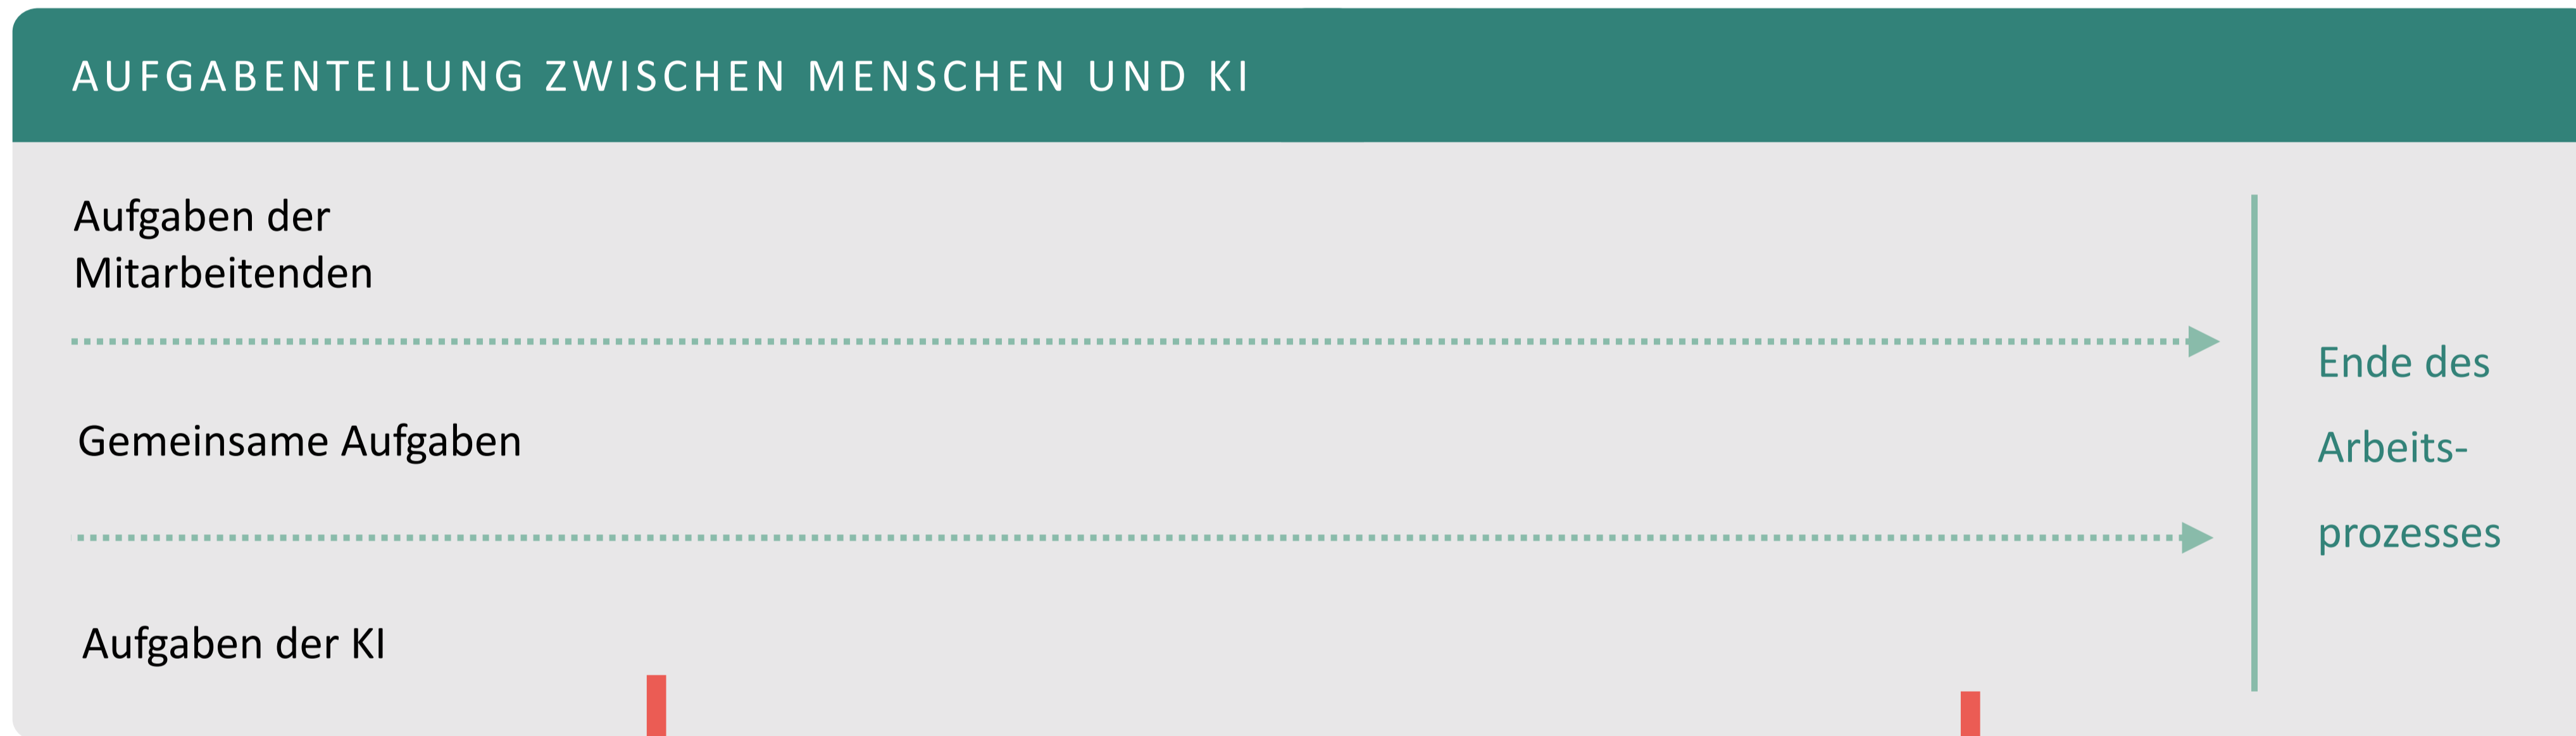 AUFGABENTEILUNG ZWISCHEN MENSCHEN UND KI
Aufgaben der
Mitarbeitenden
Gemeinsame Aufgaben
Aufgaben der KI
Ende des
Arbeits-
prozesses